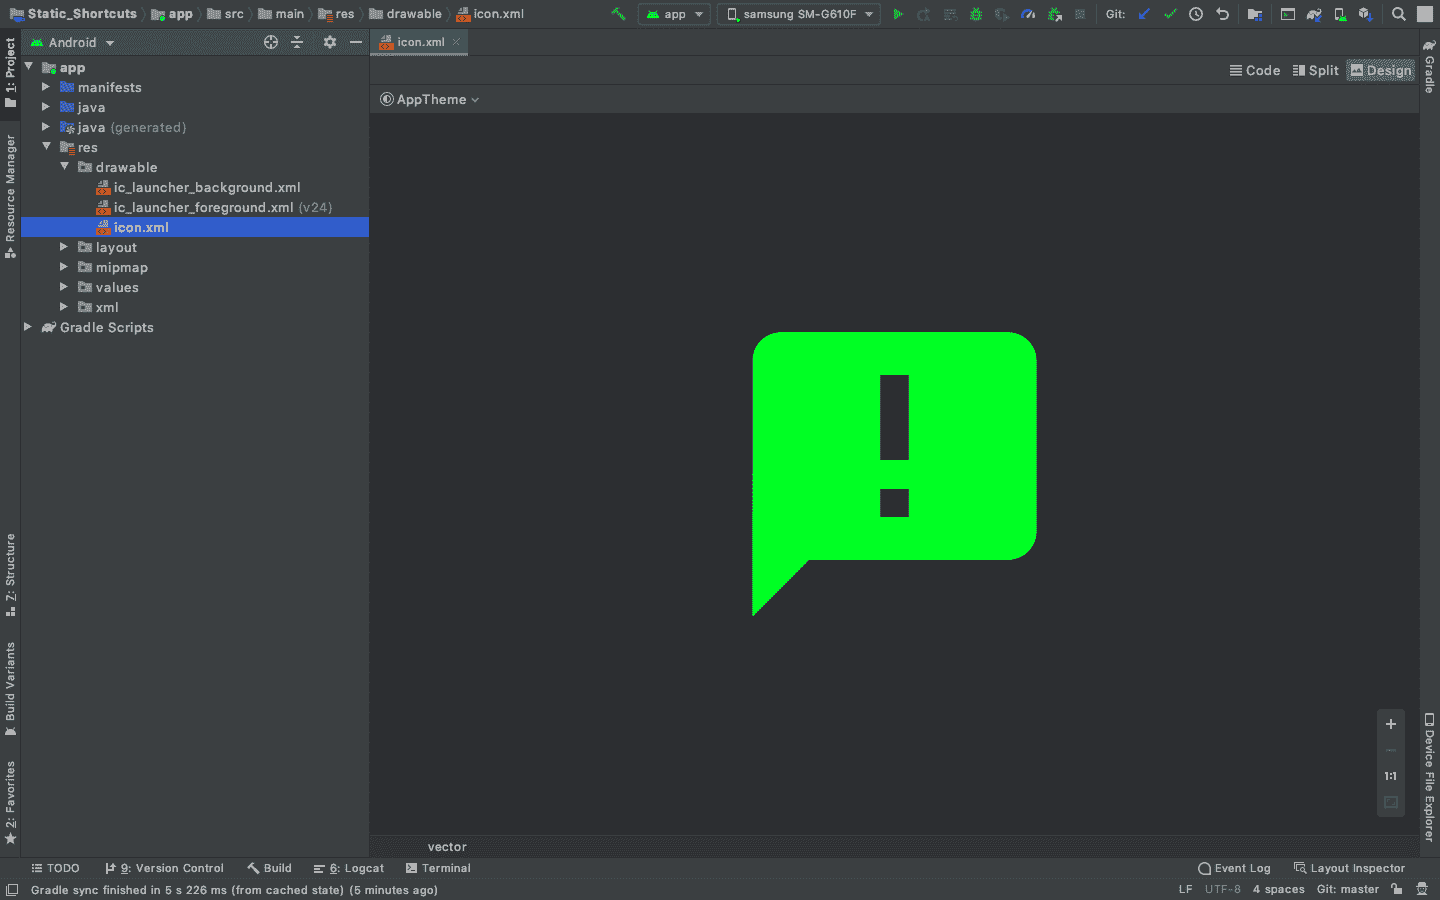 Static_Shortcuts app src main res drawable icon.xml app samsung SM-G610F Git:
1: Project
Resource Manager
Z: Structure
Build Variants
2: Favorites
Android
app
manifests
java
java (generated)
res
drawable
ic_launcher_background.xml
ic_launcher_foreground.xml (v24)
icon.xml
layout
mipmap
values
xml
Gradle Scripts
icon.xml
Code Split Design
AppTheme
1:1
vector
Gradle
Device File Explorer
TODO 9: Version Control Build 6: Logcat Terminal Event Log Layout Inspector
Gradle sync finished in 5 s 226 ms (from cached state) (5 minutes ago) LF UTF-8 4 spaces Git: master